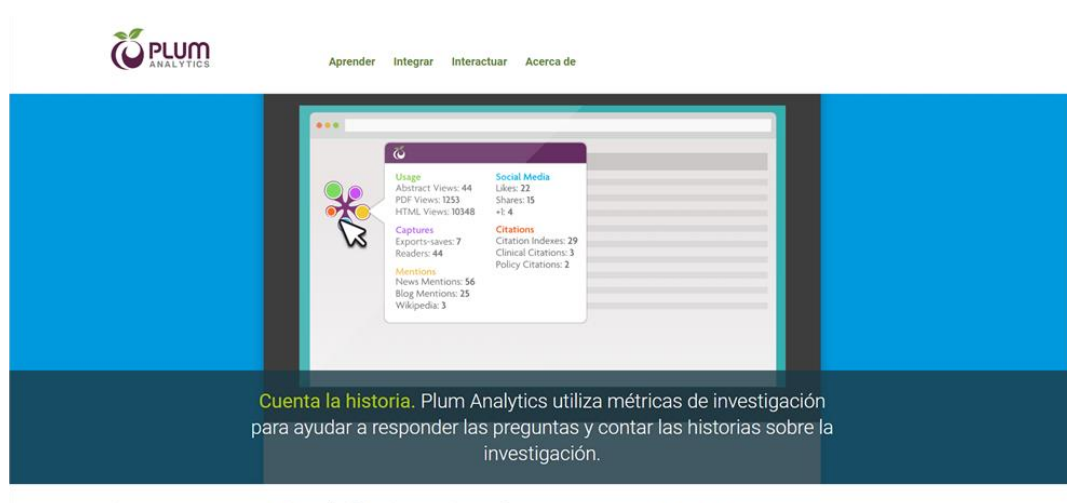 PLUM
ANALYTICS
Aprender Integrar Interactuar Acerca de
Usage
Abstract Views: 44
PDF Views: 1253
HTML Views: 10348
Captures
Exports-saves: 7
Readers: 44
Mentions
News Mentions: 56
Blog Mentions: 25
Wikipedia: 3
Social Media
Likes: 22
Shares: 15
+1: 4
Citations
Citation Indexes: 29
Clinical Citations: 3
Policy Citations: 2
Cuenta la historia. Plum Analytics utiliza métricas de investigación
para ayudar a responder las preguntas y contar las historias sobre la
investigación.